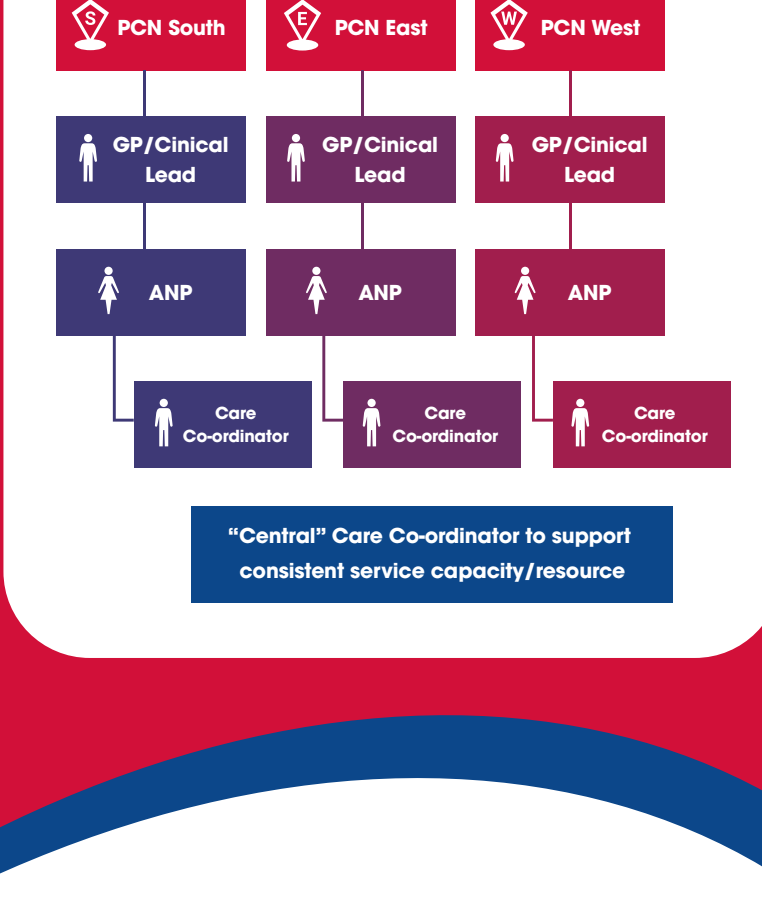 S PCN South
E PCN East
W PCN West
GP/Cinical
Lead
GP/Cinical
Lead
GP/Cinical
Lead
ANP
ANP
ANP
Care
Co-ordinator
Care
Co-ordinator
Care
Co-ordinator
“Central” Care Co-ordinator to support
consistent service capacity/resource